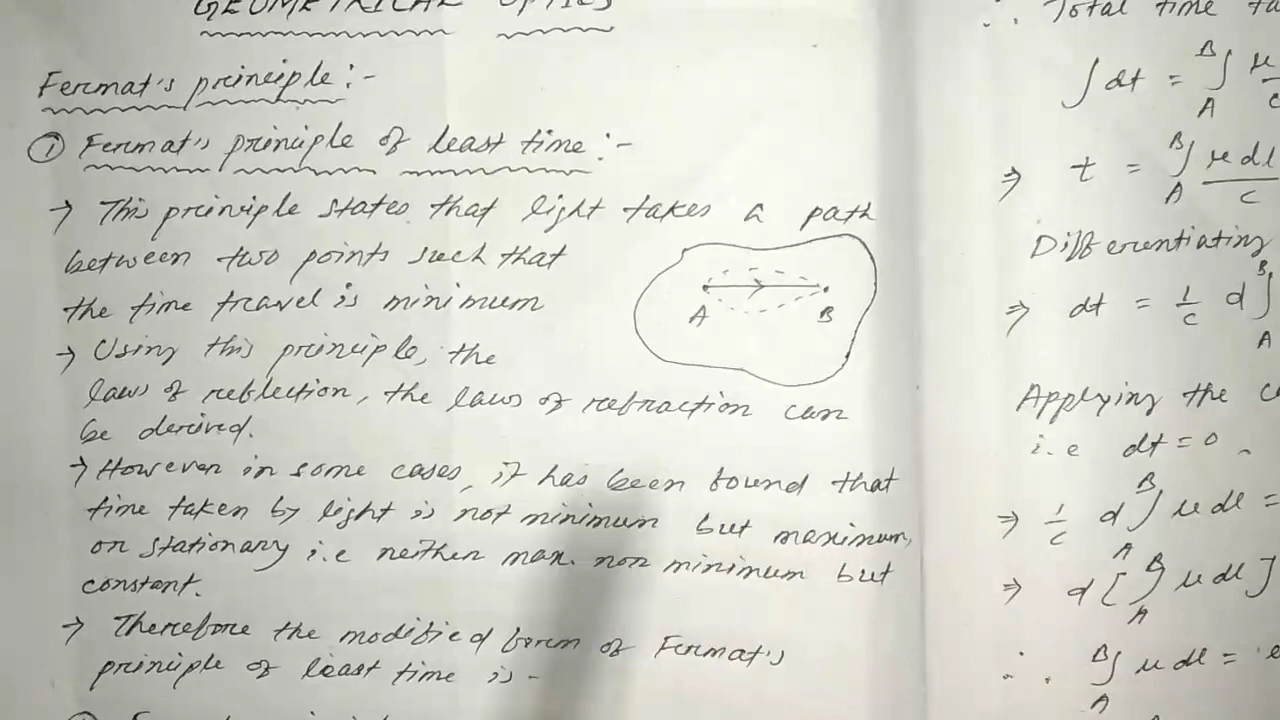 GEOMETRICAL OPTICS
Fermat's principle:-
① Fermat's principle of least time:-
→ This principle states that light takes a path
between two points such that
the time travel is minimum
A B
→ Using this principle, the
laws of reflection, the laws of refraction can
be derived.
→ However in some cases, it has been found that
time taken by light is not minimum but maximum,
or stationary i.e neither max. nor minimum but
constant.
→ Therefore the modified form of Fermat's
principle of least time is -
∴ Total time
∫ dt = A∫B μ/c
⇒ t = A∫B μ dl/c
Differentiating
⇒ dt = 1/c d A∫B
Applying the
i.e dt = 0
⇒ 1/c d A∫B μ dl =
⇒ d [ A∫B μ dl ]
∴ A∫B μ dl =